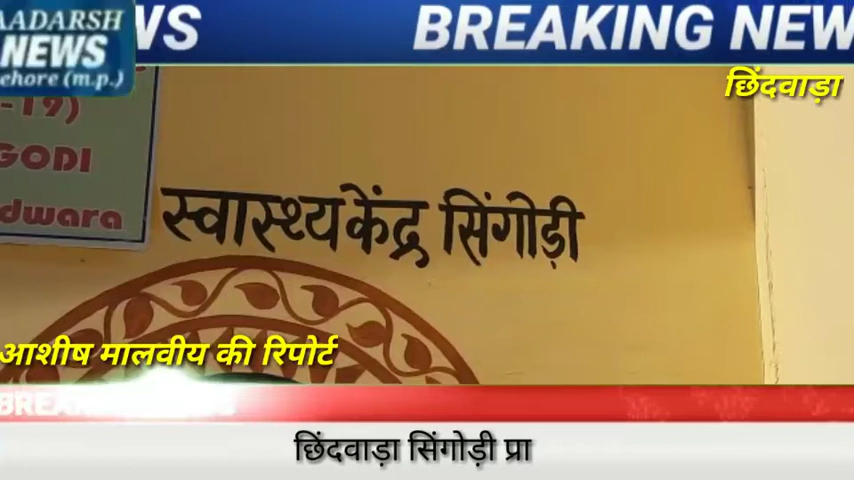 AADARSH
NEWS
ehore (m.p.)
WS
BREAKING NEW
छिंदवाड़ा
-19)
GODI
dwara
स्वास्थ्य केंद्र सिंगोड़ी
आशीष मालवीय की रिपोर्ट
छिंदवाड़ा सिंगोड़ी प्रा